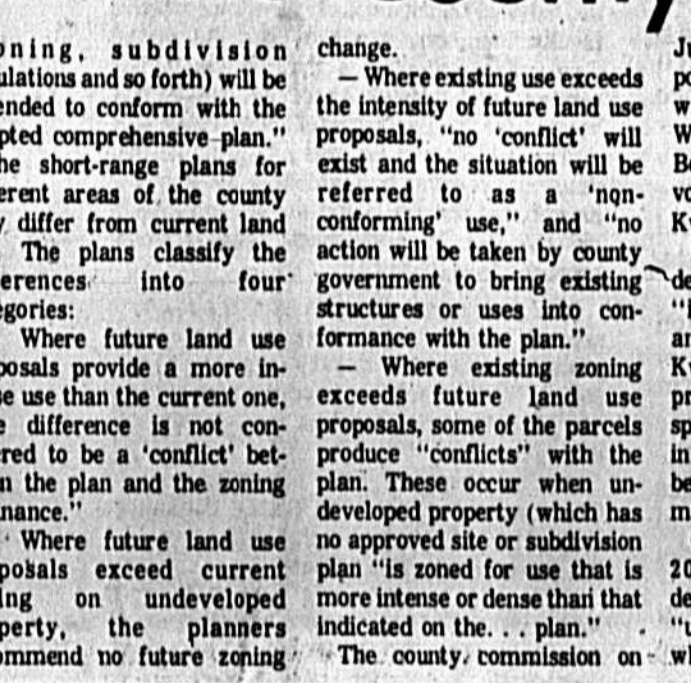 oning, subdivision
ulations and so forth) will be
ended to conform with the
pted comprehensive plan."
he short-range plans for
erent areas of the county
y differ from current land
The plans classify the
erences into four
egories:
Where future land use
posals provide a more in-
se use than the current one,
e difference is not con-
red to be a 'conflict' bet-
n the plan and the zoning
nance."
Where future land use
posals exceed current
ing on undeveloped
perty, the planners
ommend no future zoning
change.
— Where existing use exceeds
the intensity of future land use
proposals, "no 'conflict' will
exist and the situation will be
referred to as a 'non-
conforming' use," and "no
action will be taken by county
government to bring existing
structures or uses into con-
formance with the plan."
— Where existing zoning
exceeds future land use
proposals, some of the parcels
produce "conflicts" with the
plan. These occur when un-
developed property (which has
no approved site or subdivision
plan "is zoned for use that is
more intense or dense than that
indicated on the. . . plan."
The county commission on